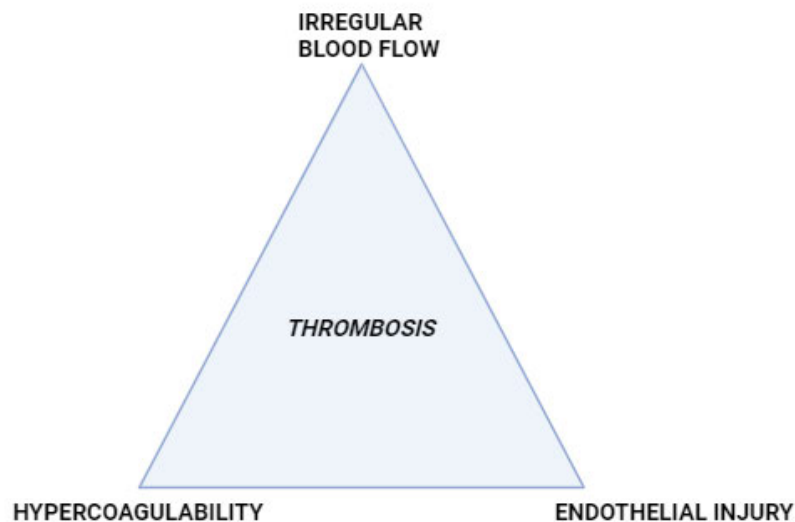 IRREGULAR
BLOOD FLOW
THROMBOSIS
HYPERCOAGULABILITY
ENDOTHELIAL INJURY